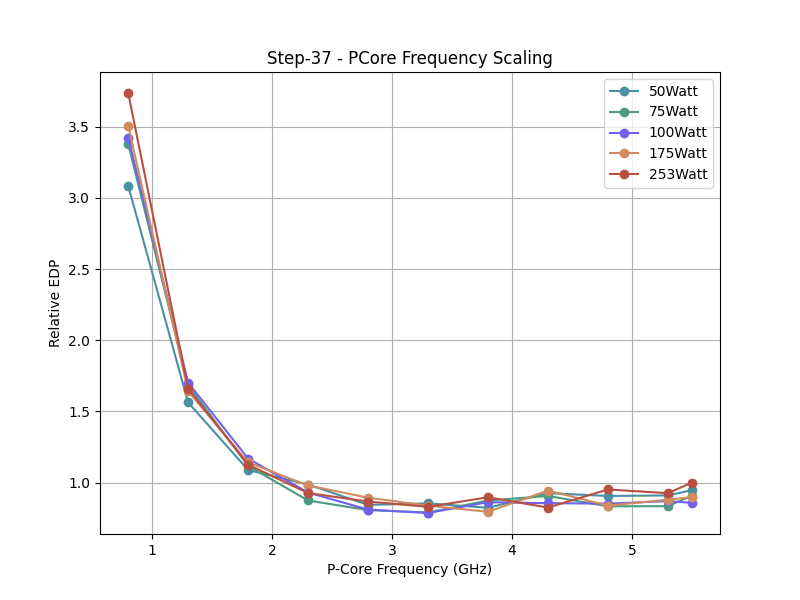 Step-37 - PCore Frequency Scaling
50Watt
75Watt
100Watt
175Watt
253Watt
Relative EDP
3.5
3.0
2.5
2.0
1.5
1.0
1 2 3 4 5
P-Core Frequency (GHz)